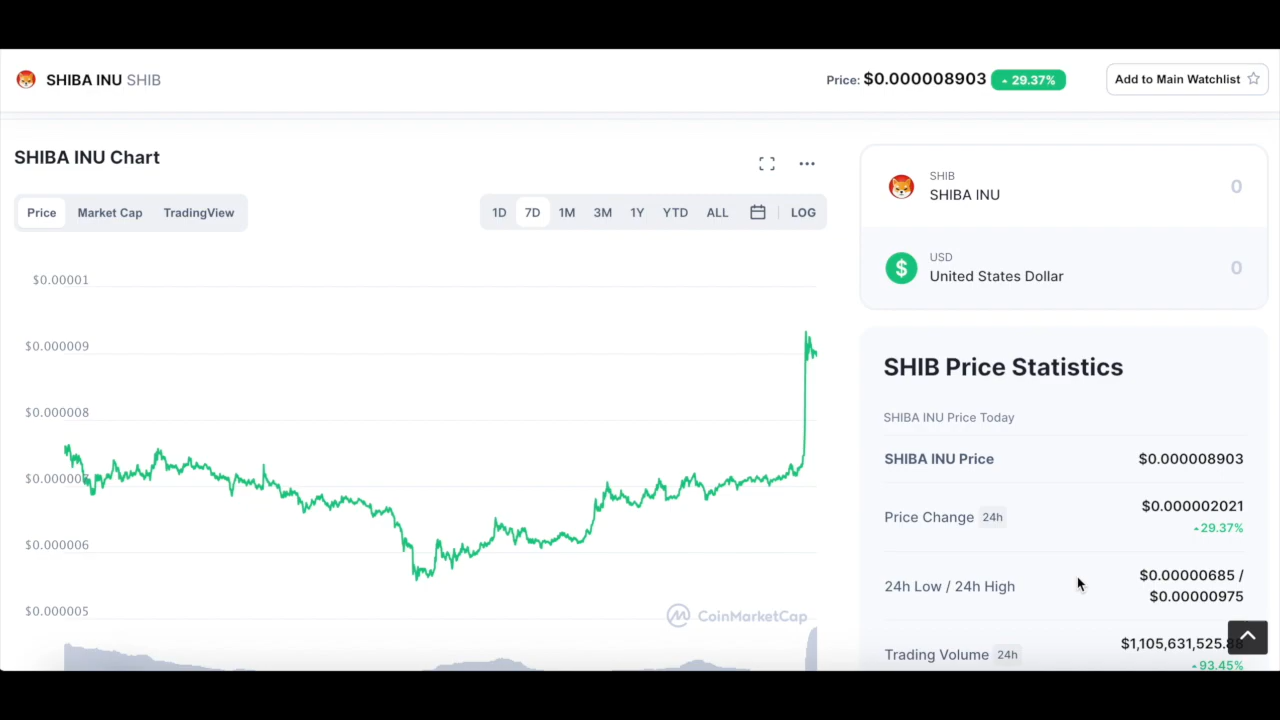 SHIBA INU SHIB
Price: $0.000008903 29.37%
Add to Main Watchlist
SHIBA INU Chart
Price Market Cap TradingView
1D 7D 1M 3M 1Y YTD ALL LOG
$0.00001
$0.000009
$0.000008
$0.000007
$0.000006
$0.000005
CoinMarketCap
SHIB
SHIBA INU
0
USD
United States Dollar
0
SHIB Price Statistics
SHIBA INU Price Today
SHIBA INU Price $0.000008903
Price Change 24h $0.000002021
29.37%
24h Low / 24h High $0.00000685 /
$0.00000975
Trading Volume 24h
93.45%